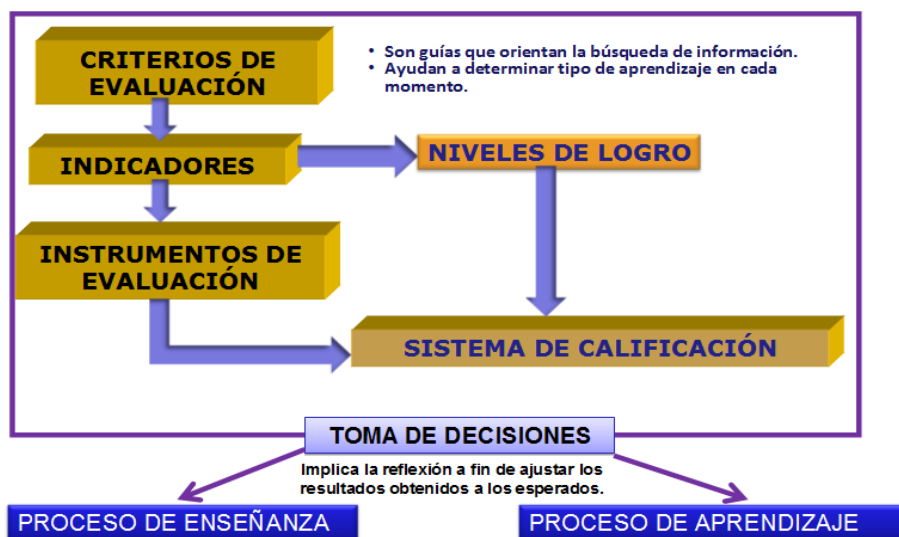 CRITERIOS DE
EVALUACIÓN
• Son guías que orientan la búsqueda de información.
• Ayudan a determinar tipo de aprendizaje en cada
momento.
INDICADORES
NIVELES DE LOGRO
INSTRUMENTOS DE
EVALUACIÓN
SISTEMA DE CALIFICACIÓN
TOMA DE DECISIONES
Implica la reflexión a fin de ajustar los
resultados obtenidos a los esperados.
PROCESO DE ENSEÑANZA
PROCESO DE APRENDIZAJE